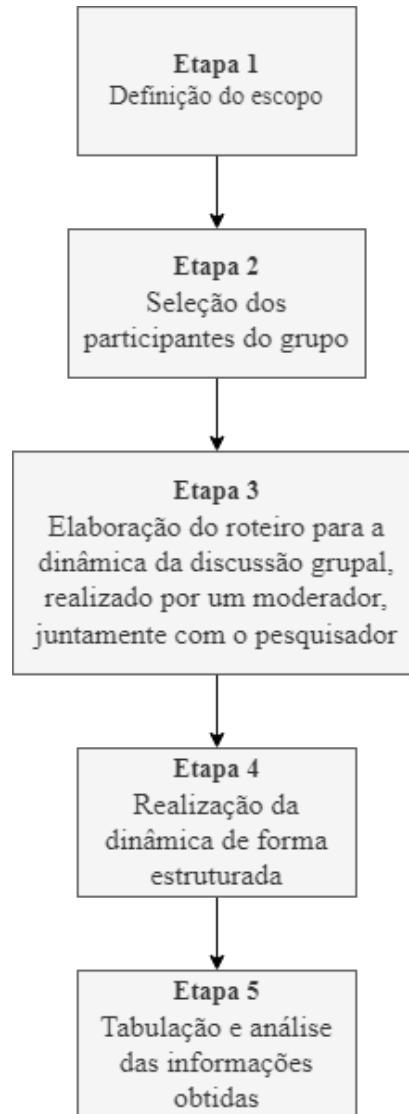 Etapa 1
Definição do escopo
Etapa 2
Seleção dos
participantes do grupo
Etapa 3
Elaboração do roteiro para a
dinâmica da discussão grupal,
realizado por um moderador,
juntamente com o pesquisador
Etapa 4
Realização da
dinâmica de forma
estruturada
Etapa 5
Tabulação e análise
das informações
obtidas